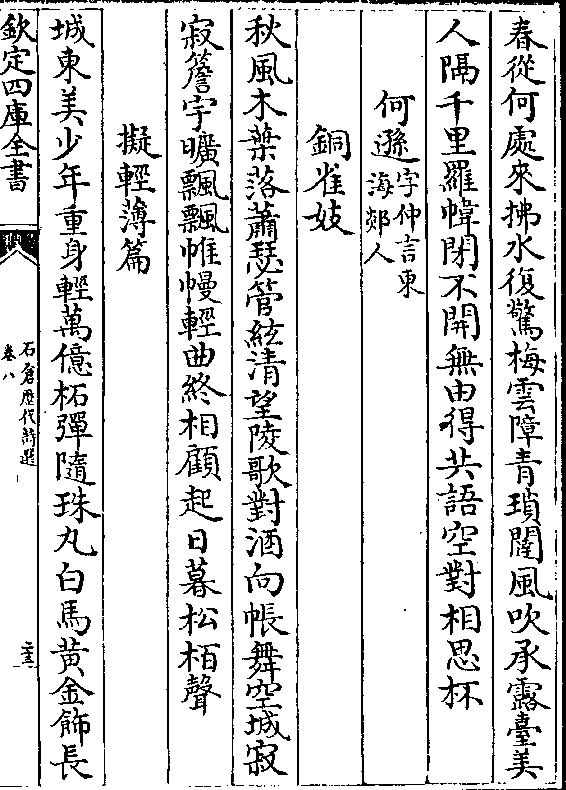 春從何處來拂水復驚梅雲障青瑣闥風吹承露臺美
人隔千里羅幃閉不開無由得共語空對相思杯
何遜字仲言東
海郯人
銅雀妓
秋風木葉落蕭瑟管絃清望陵歌對酒向帳舞空城寂
寂簷宇曠飄飄帷幔輕曲終相顧起日暮松栢聲
擬輕薄篇
城東美少年重身輕萬億柘彈隨珠丸白馬黃金飾長
欽定四庫全書
石倉歷代詩選
卷八
二十三